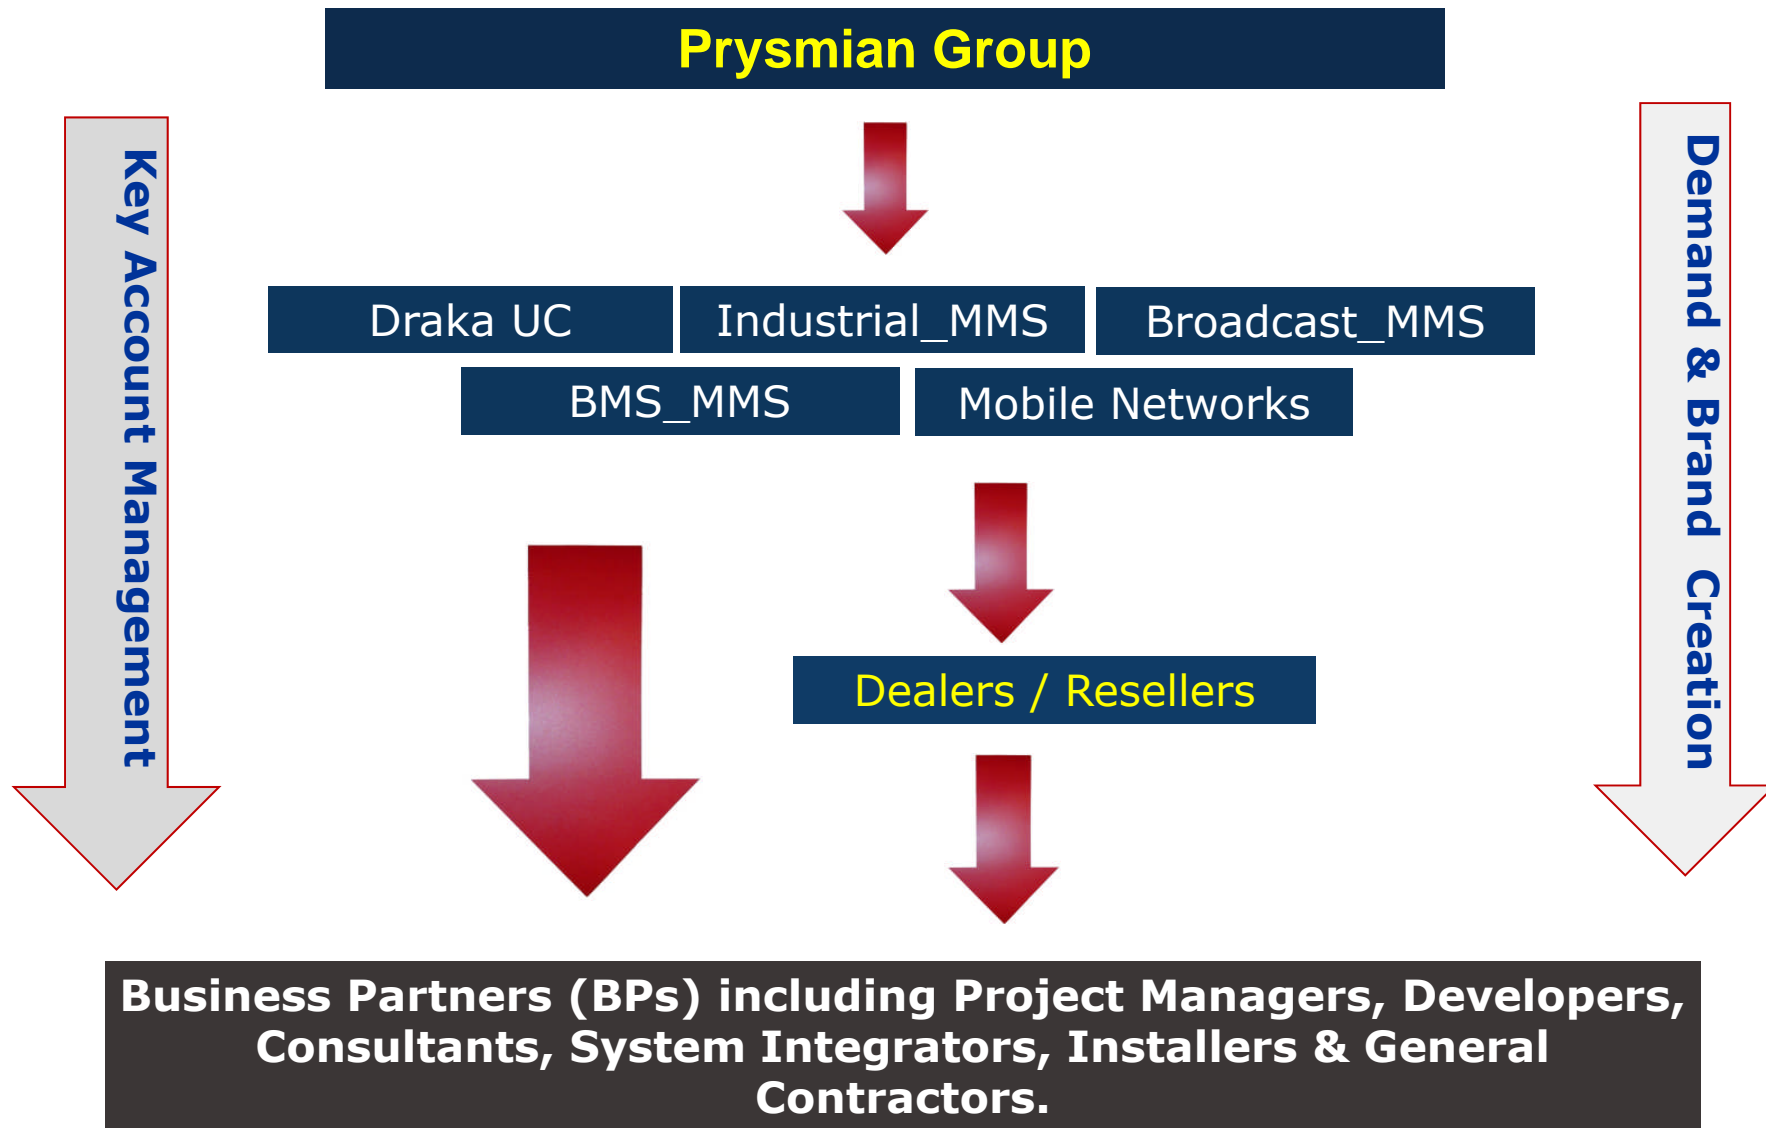 Prysmian Group
Key Account Management
Demand & Brand Creation
Draka UC
Industrial_MMS
Broadcast_MMS
BMS_MMS
Mobile Networks
Dealers / Resellers
Business Partners (BPs) including Project Managers, Developers,
Consultants, System Integrators, Installers & General
Contractors.